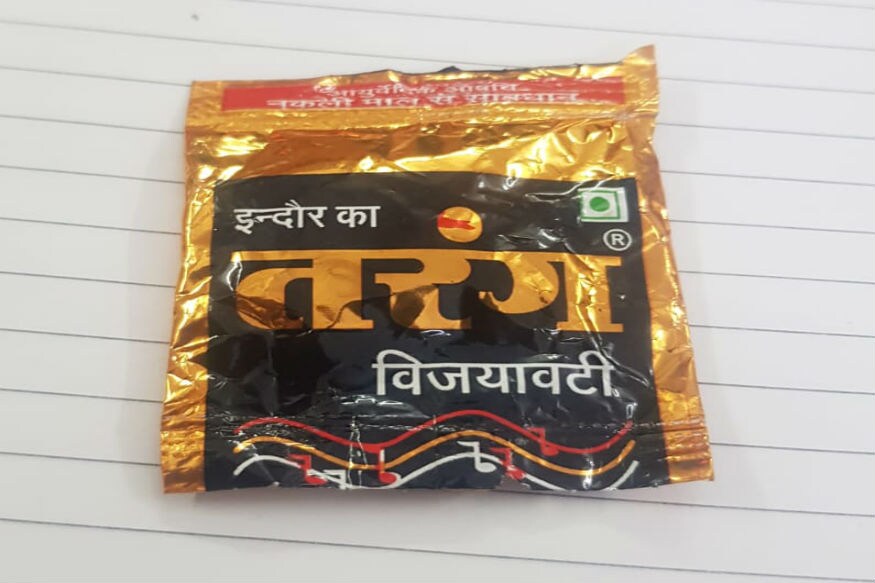 आयुर्वेदिक औषधि
नकली माल से सावधान
इन्दौर का
®
तरंग
विजयावटी